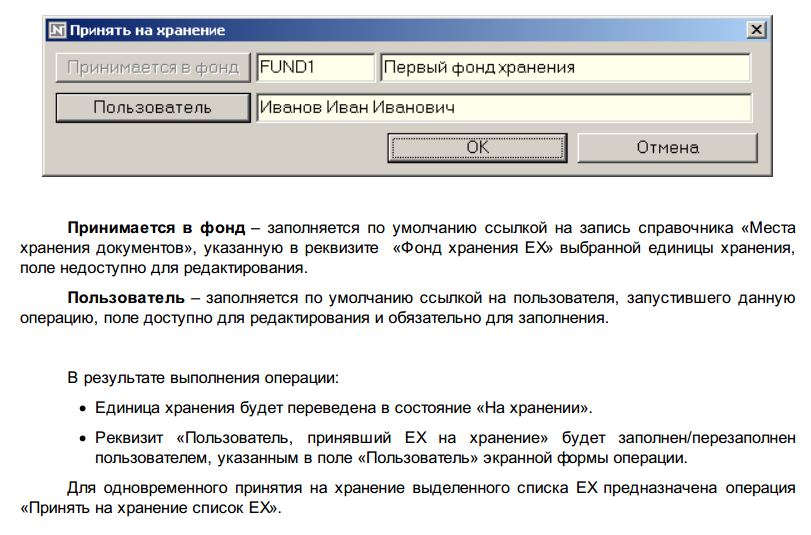 Принять на хранение
Принимается в фонд FUND1 Первый фонд хранения
Пользователь Иванов Иван Иванович
OK Отмена
Принимается в фонд – заполняется по умолчанию ссылкой на запись справочника «Места
хранения документов», указанную в реквизите «Фонд хранения ЕХ» выбранной единицы хранения,
поле недоступно для редактирования.
Пользователь – заполняется по умолчанию ссылкой на пользователя, запустившего данную
операцию, поле доступно для редактирования и обязательно для заполнения.
В результате выполнения операции:
• Единица хранения будет переведена в состояние «На хранении».
• Реквизит «Пользователь, принявший ЕХ на хранение» будет заполнен/перезаполнен
пользователем, указанным в поле «Пользователь» экранной формы операции.
Для одновременного принятия на хранение выделенного списка ЕХ предназначена операция
«Принять на хранение список ЕХ».